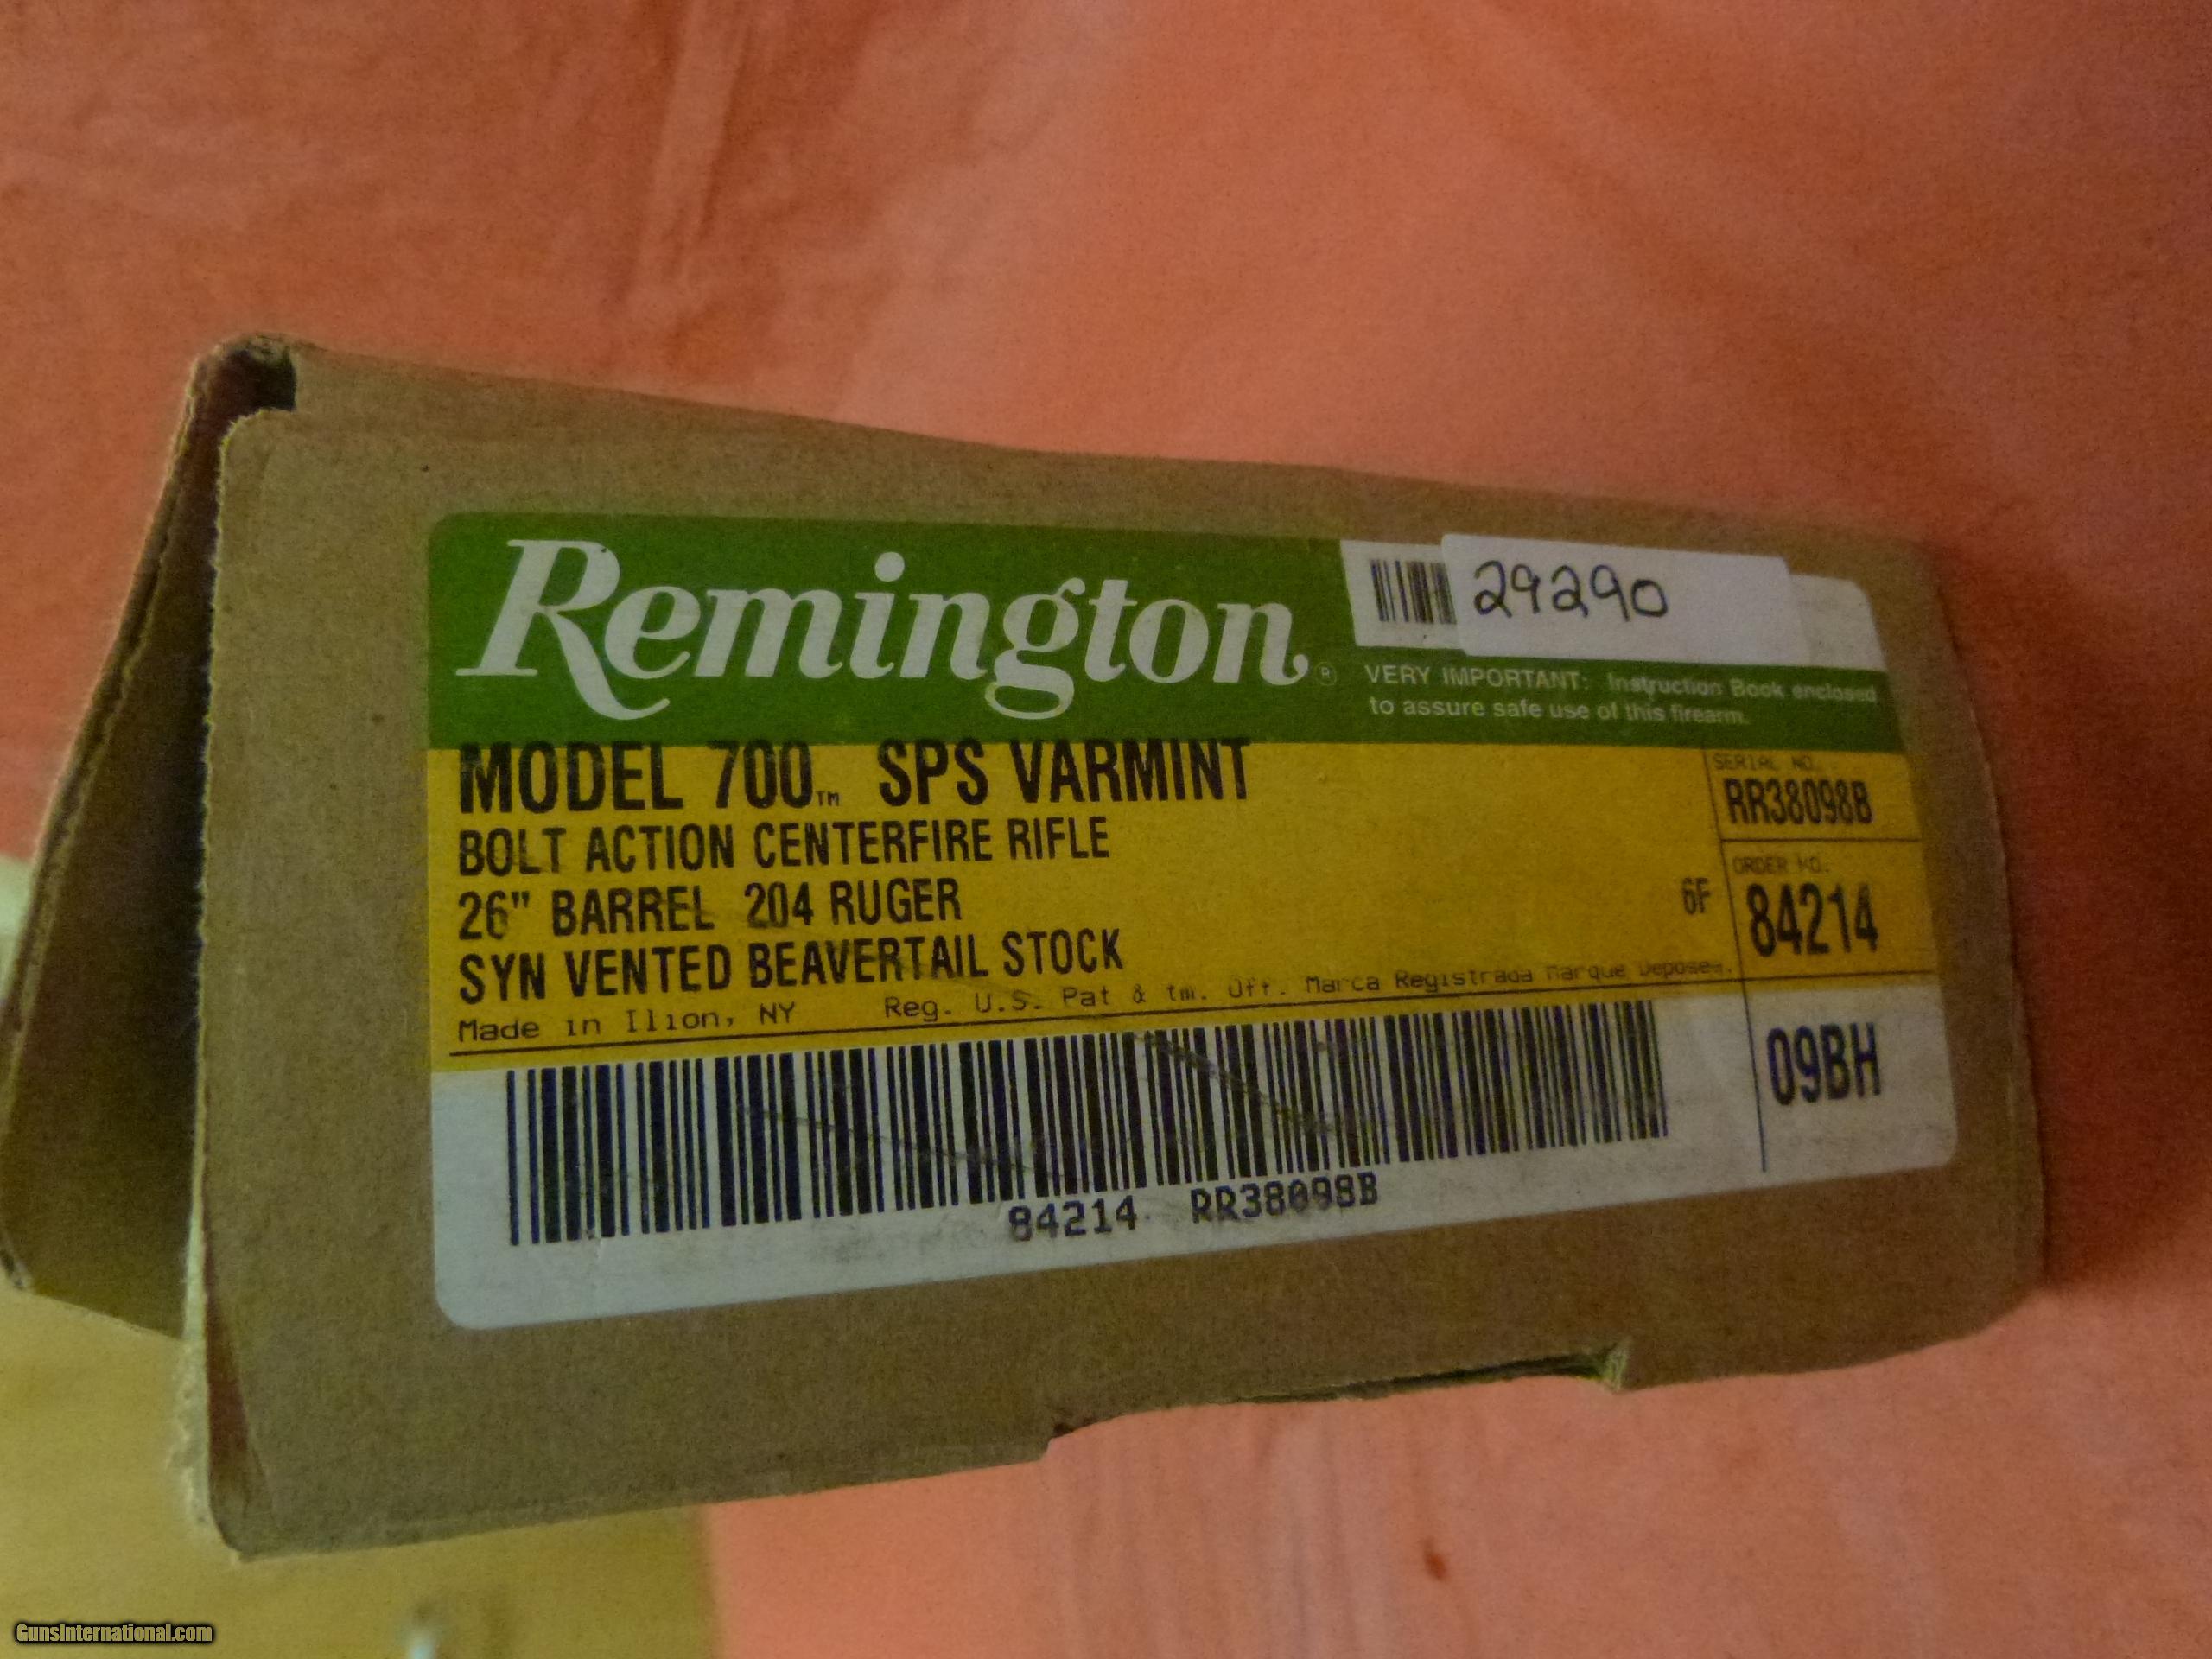 Remington®
29290
VERY IMPORTANT: Instruction Book enclosed
to assure safe use of this firearm.
MODEL 700™ SPS VARMINT
BOLT ACTION CENTERFIRE RIFLE
26" BARREL 204 RUGER
SYN VENTED BEAVERTAIL STOCK
6F
Made in Ilion, NY Reg. U.S. Pat & tm. Off. Marca Registrada Marque Deposee.
SERIAL NO.
RR38098B
ORDER NO.
84214
09BH
84214 RR38098B
GunsInternational.com